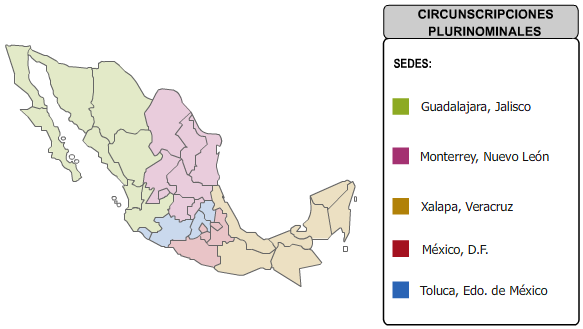 CIRCUNSCRIPCIONES
PLURINOMINALES
SEDES:
Guadalajara, Jalisco
Monterrey, Nuevo León
Xalapa, Veracruz
México, D.F.
Toluca, Edo. de México